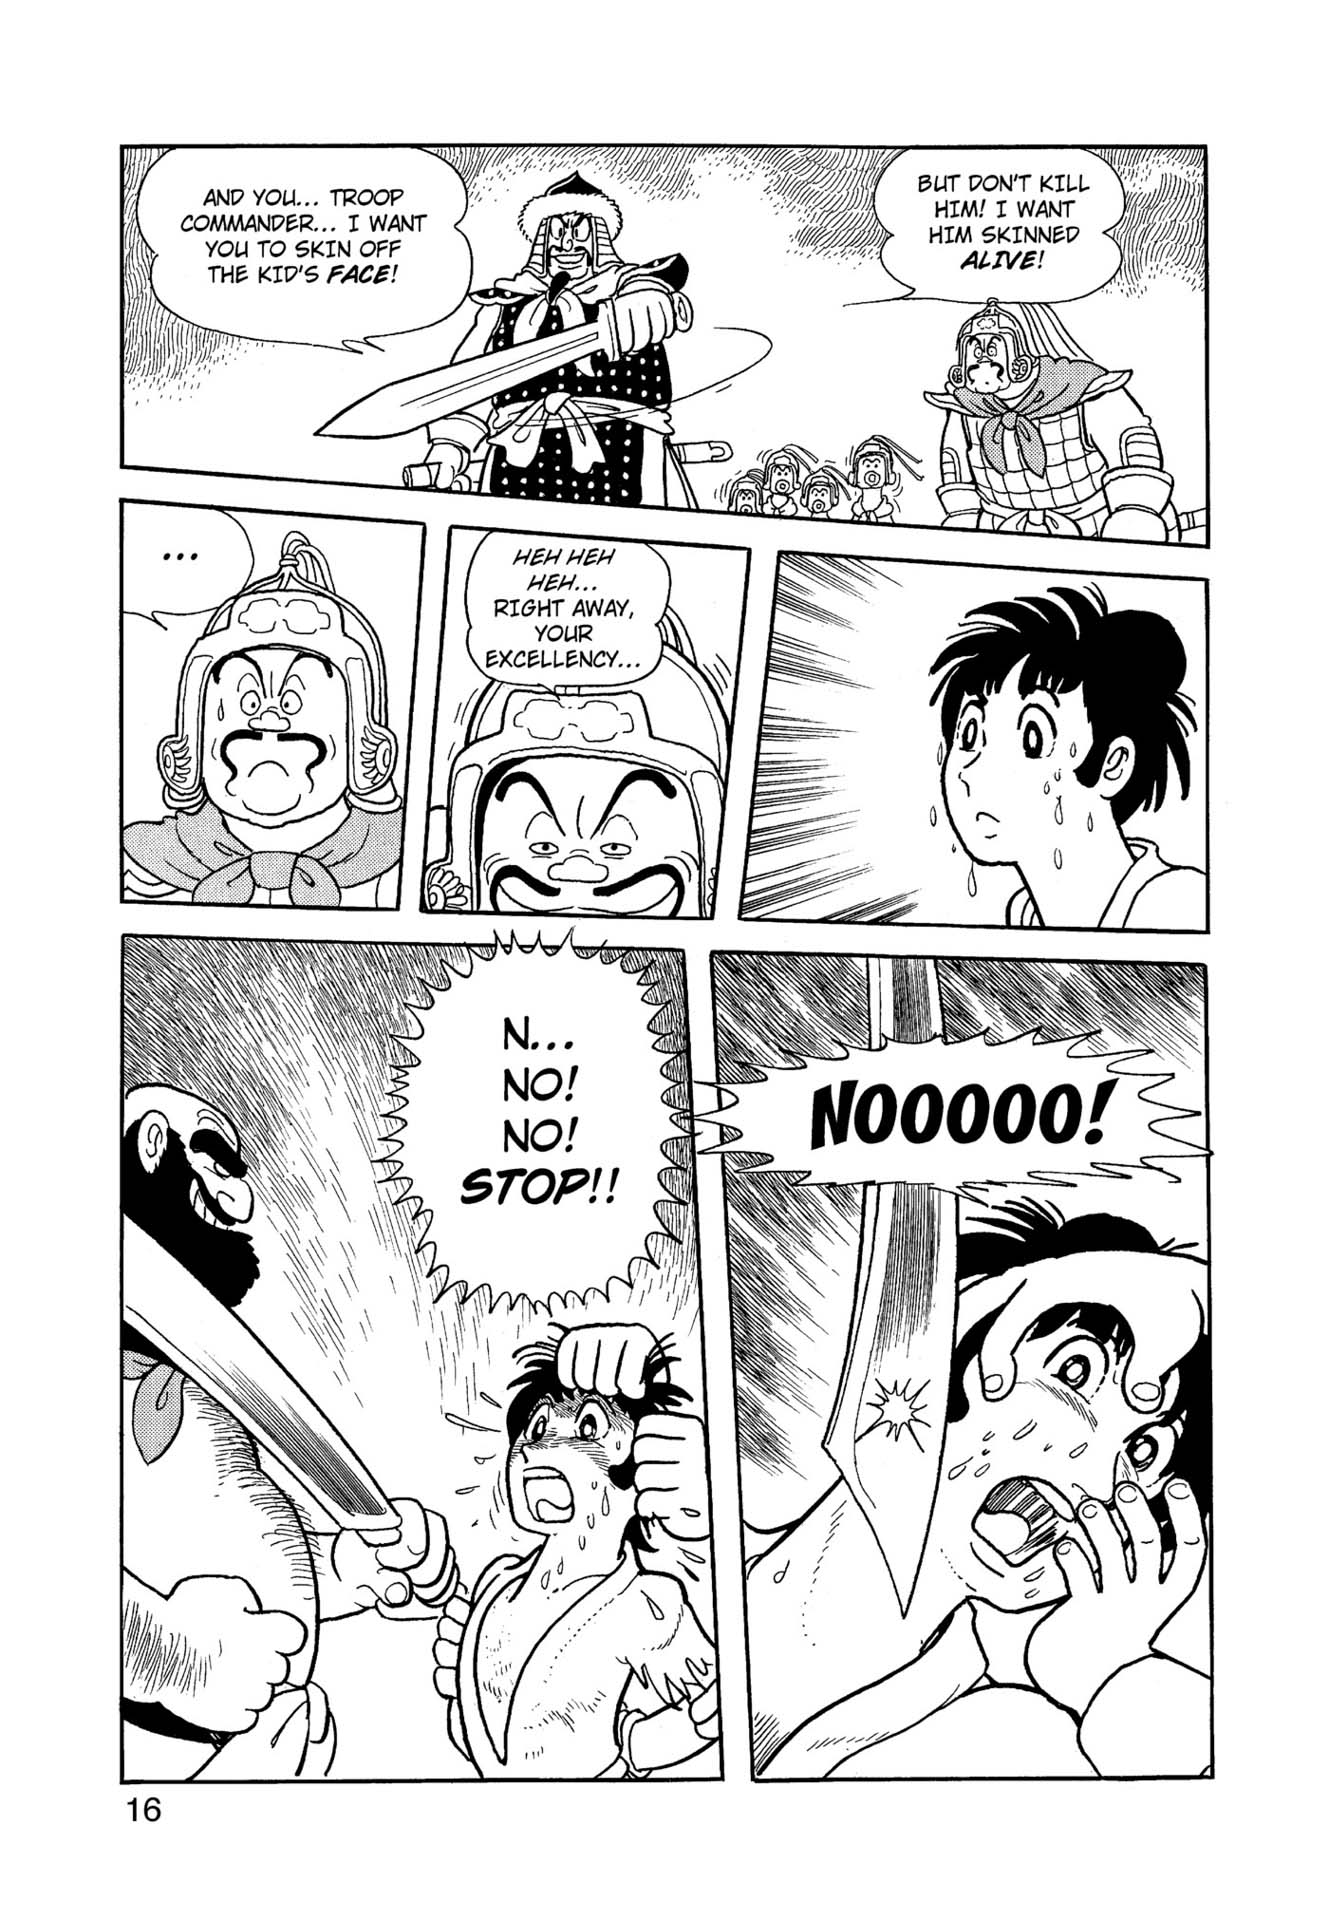 AND YOU... TROOP
COMMANDER... I WANT
YOU TO SKIN OFF
THE KID'S FACE!
BUT DON'T KILL
HIM! I WANT
HIM SKINNED
ALIVE!
...
HEH HEH
HEH...
RIGHT AWAY,
YOUR
EXCELLENCY...
N...
NO!
NO!
STOP!!
NOOOOO!
16